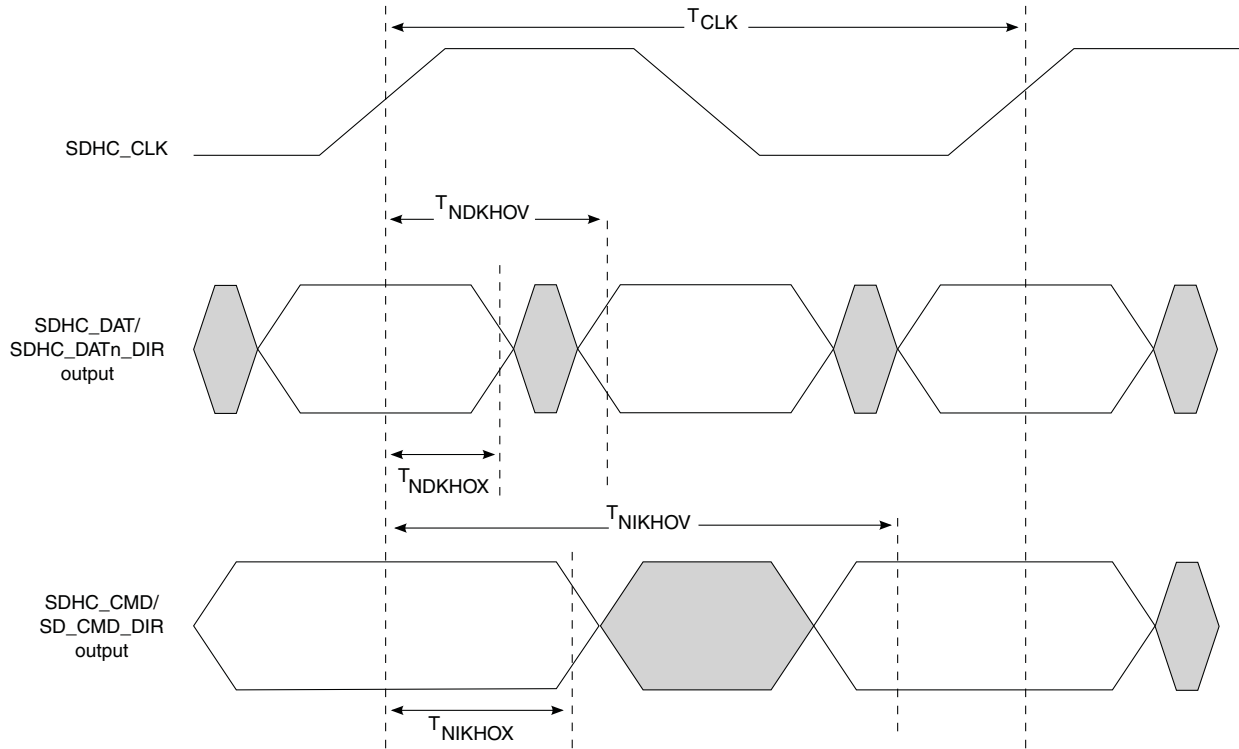 TCLK
SDHC_CLK
TNDKHOV
SDHC_DAT/
SDHC_DATn_DIR
output
TNDKHOX
TNIKHOV
SDHC_CMD/
SD_CMD_DIR
output
TNIKHOX